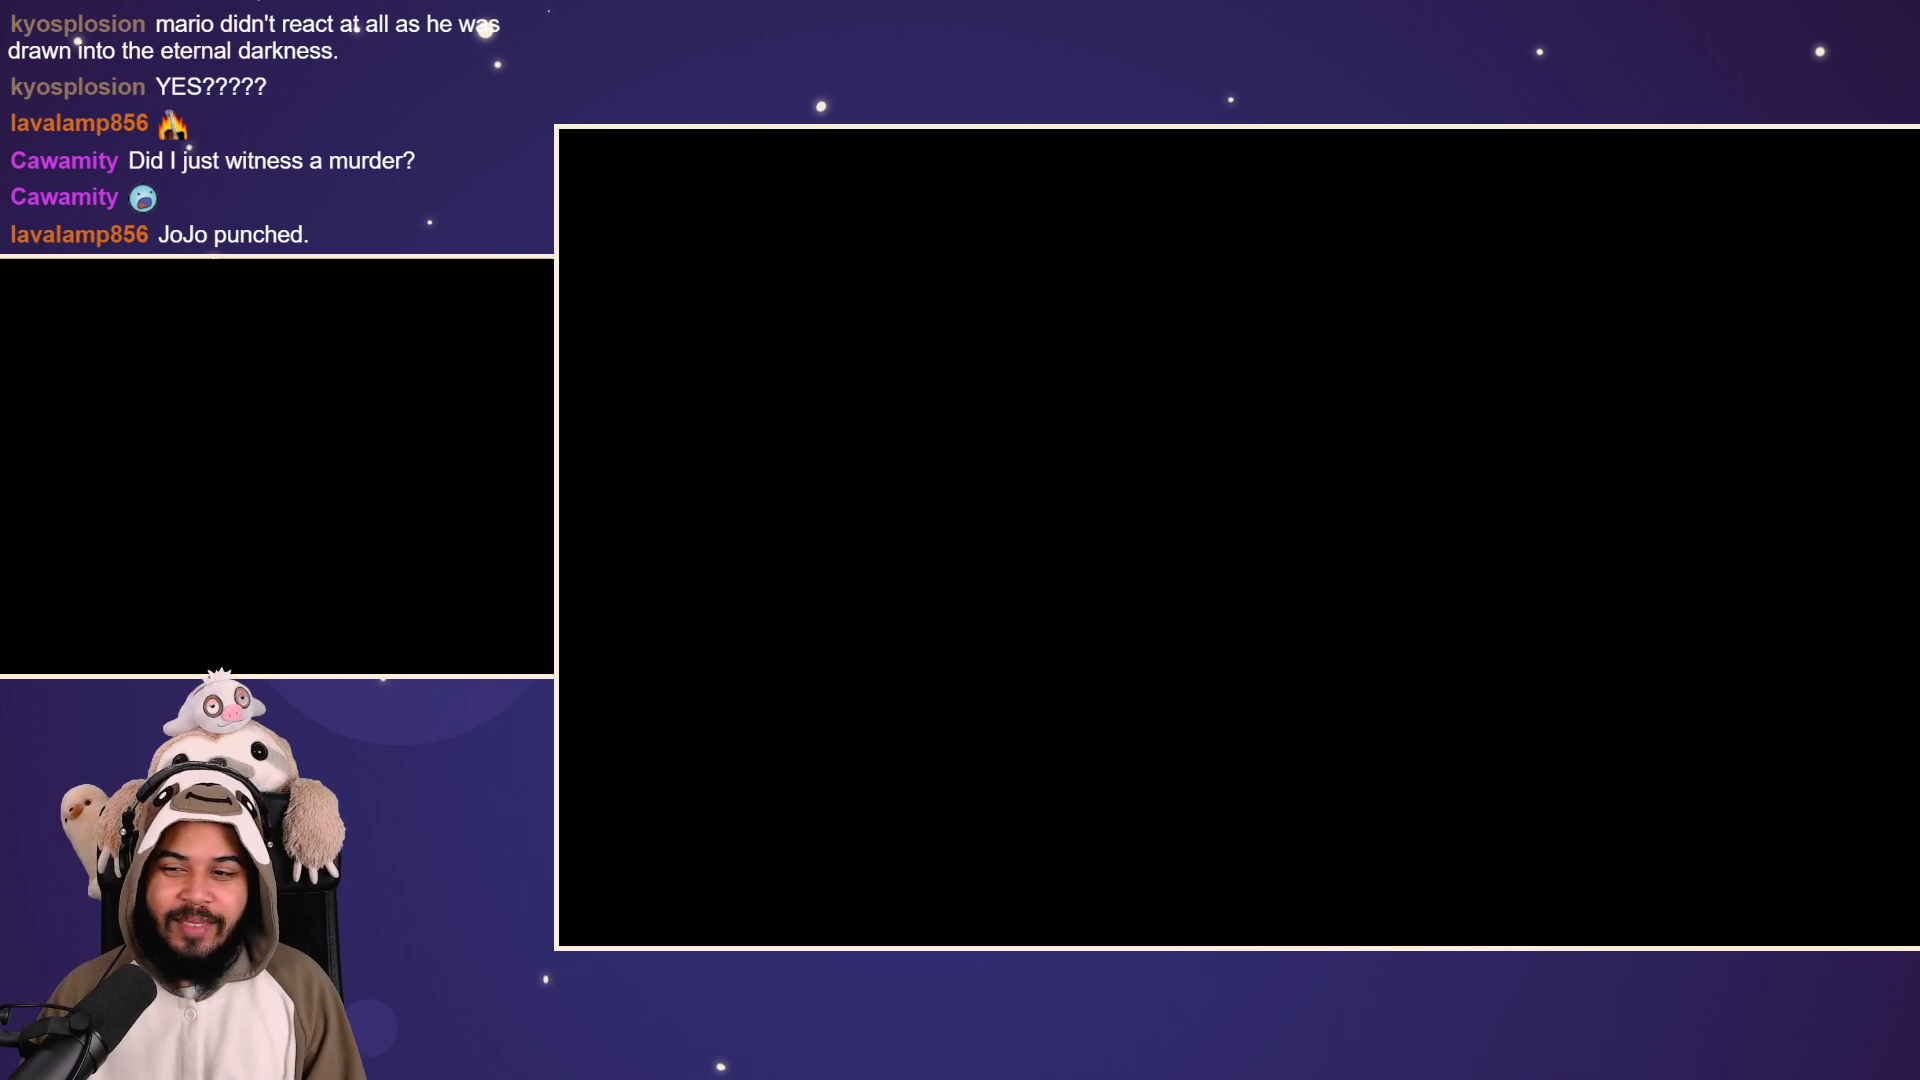 kyosplosion mario didn't react at all as he was
drawn into the eternal darkness.
kyosplosion YES?????
lavalamp856
Cawamity Did I just witness a murder?
Cawamity
lavalamp856 JoJo punched.